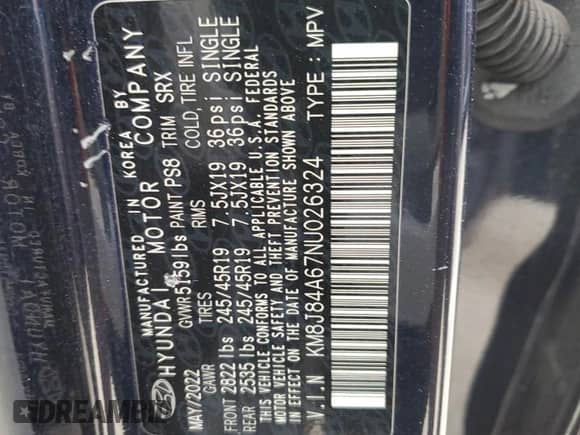 MANUFACTURED IN KOREA BY
HYUNDAI MOTOR COMPANY
MAY/2022 GVWR 5159 lbs PAINT PS8 TRIM SRX
GAWR TIRES RIMS COLD, TIRE INFL
FRONT 2822 lbs 245/45R19 7.5JX19 36psi SINGLE
REAR 2535 lbs 245/45R19 7.5JX19 36psi SINGLE
THIS VEHICLE CONFORMS TO ALL APPLICABLE U.S.A. FEDERAL
MOTOR VEHICLE SAFETY AND THEFT PREVENTION STANDARDS
IN EFFECT ON THE DATE OF MANUFACTURE SHOWN ABOVE
V.I.N KM8J84A67NU026324 TYPE: MPV
DREAMBID